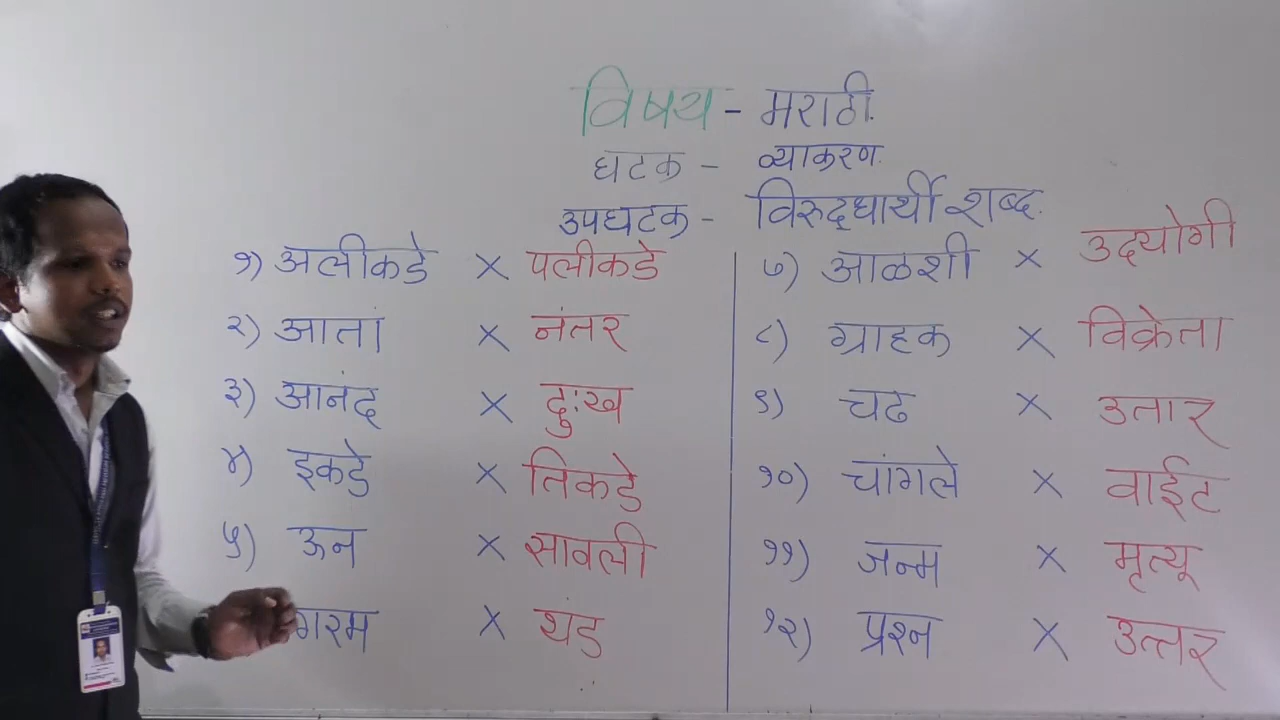 विषय - मराठी.
घटक - व्याकरण.
उपघटक - विरुद्धार्थी शब्द.
१) अलीकडे × पलीकडे
२) आता × नंतर
३) आनंद × दुःख
४) इकडे × तिकडे
५) ऊन × सावली
गरम × थंड
७) आळशी × उदयोगी
८) ग्राहक × विक्रेता
९) चढ × उतार
१०) चांगले × वाईट
११) जन्म × मृत्यू
१२) प्रश्न × उत्तर